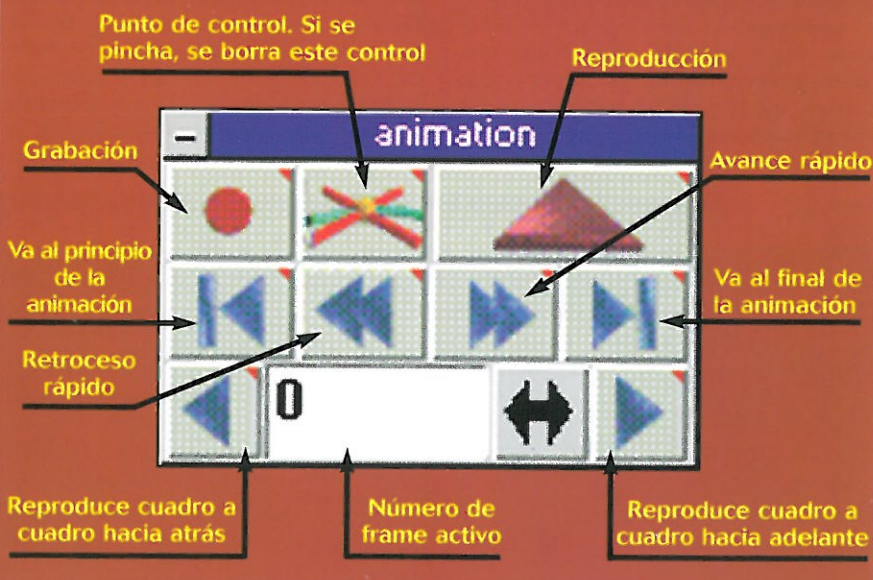 Punto de control. Si se
pincha, se borra este control
Reproducción
animation
Grabación
Avance rápido
Va al principio
de la
animación
Va al final de
la animación
Retroceso
rápido
0
Reproduce cuadro a
cuadro hacia atrás
Número de
frame activo
Reproduce cuadro a
cuadro hacia adelante